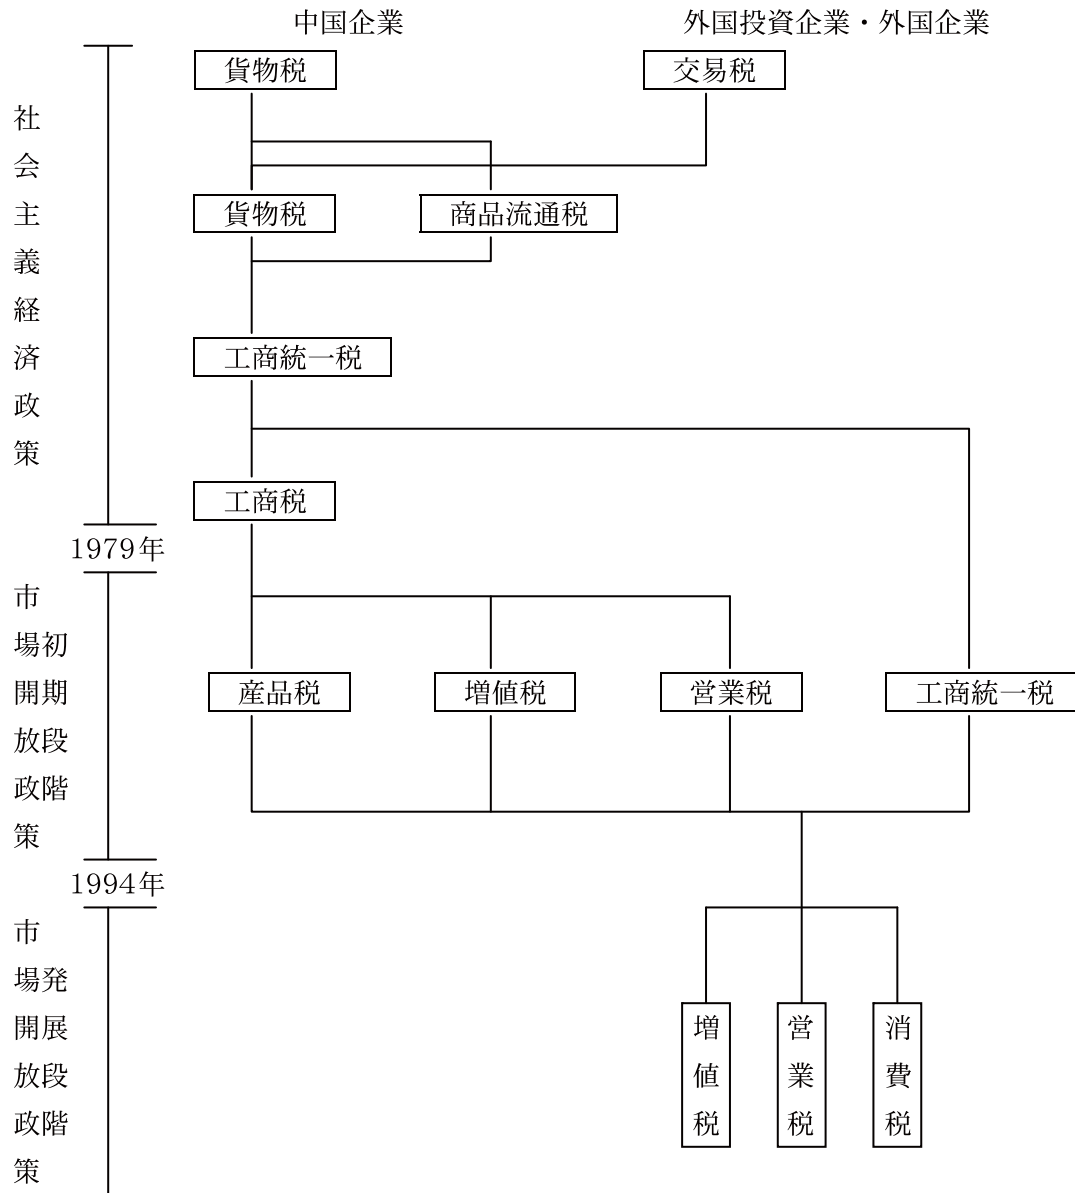 中国企業
外国投資企業・外国企業
貨物税
交易税
社会主義経済政策
貨物税
商品流通税
工商統一税
工商税
1979年
市場開放政策
初期段階
産品税
増値税
営業税
工商統一税
1994年
市場開放政策
発展段階
増値税
営業税
消費税